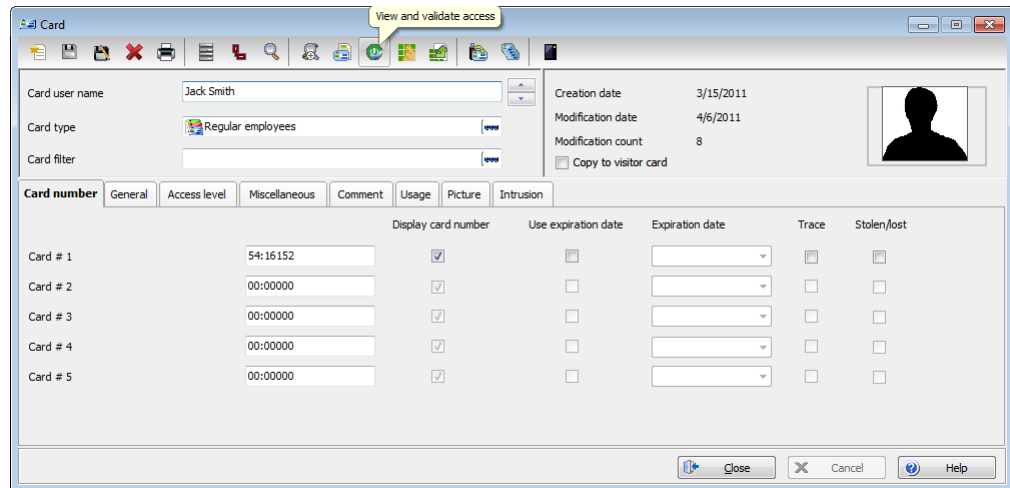 View and validate access
Card
Card user name
Jack Smith
Card type
Regular employees
Card filter
Creation date 3/15/2011
Modification date 4/6/2011
Modification count 8
Copy to visitor card
Card number General Access level Miscellaneous Comment Usage Picture Intrusion
Display card number Use expiration date Expiration date Trace Stolen/lost
Card # 1 54:16152
Card # 2 00:00000
Card # 3 00:00000
Card # 4 00:00000
Card # 5 00:00000
Close Cancel Help